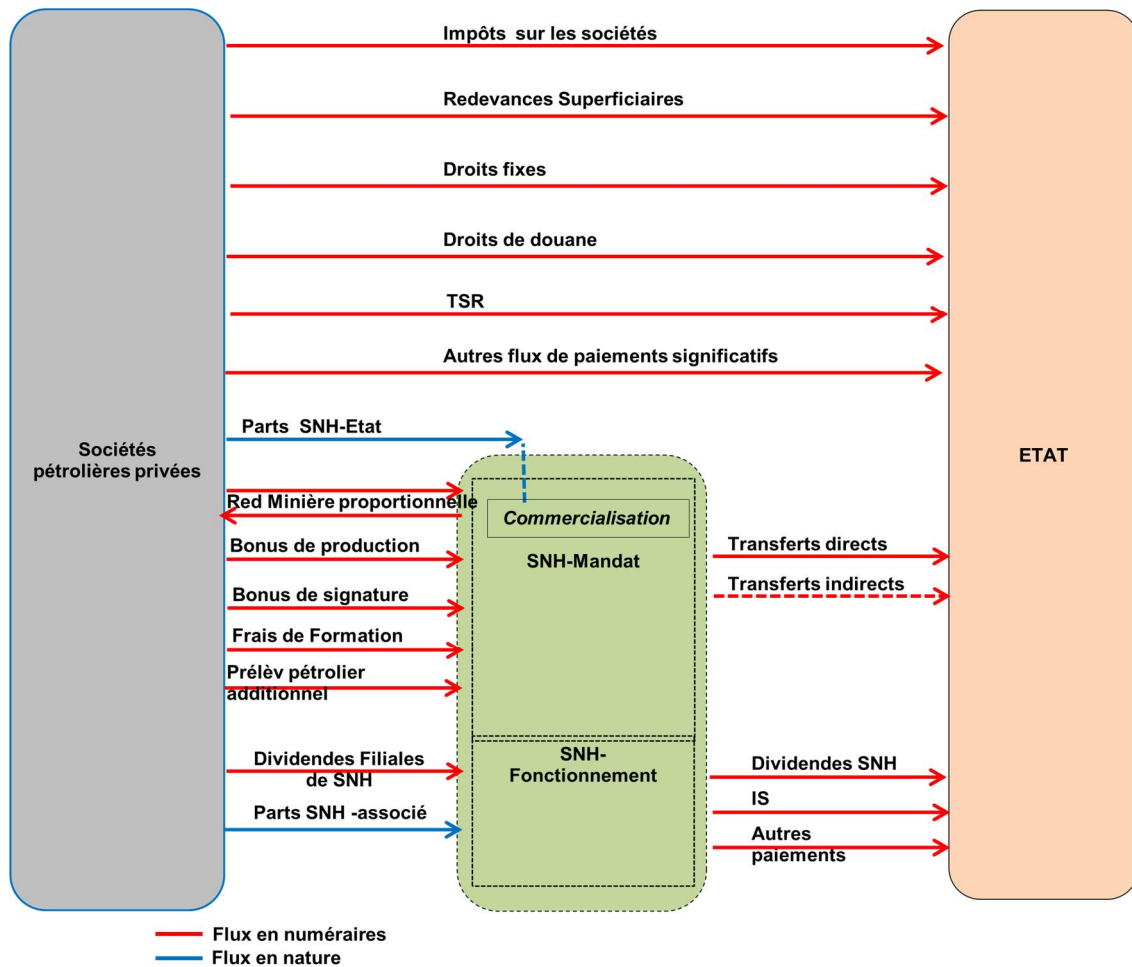 Impôts sur les sociétés
Redevances Superficiaires
Droits fixes
Droits de douane
TSR
Autres flux de paiements significatifs
Parts SNH-Etat
Sociétés
pétrolières privées
ETAT
Red Minière proportionnelle
Commercialisation
Bonus de production
SNH-Mandat
Transferts directs
Transferts indirects
Bonus de signature
Frais de Formation
Prélèv pétrolier
additionnel
Dividendes Filiales
de SNH
SNH-
Fonctionnement
Dividendes SNH
IS
Parts SNH -associé
Autres
paiements
Flux en numéraires
Flux en nature